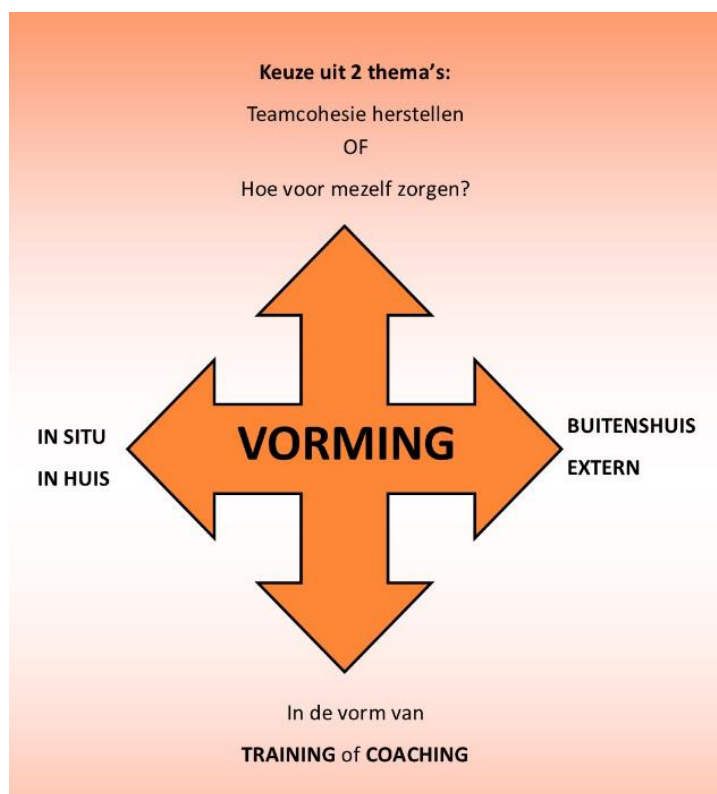 Keuze uit 2 thema's:
Teamcohesie herstellen
OF
Hoe voor mezelf zorgen?
IN SITU
IN HUIS
VORMING
BUITENSHUIS
EXTERN
In de vorm van
TRAINING of COACHING